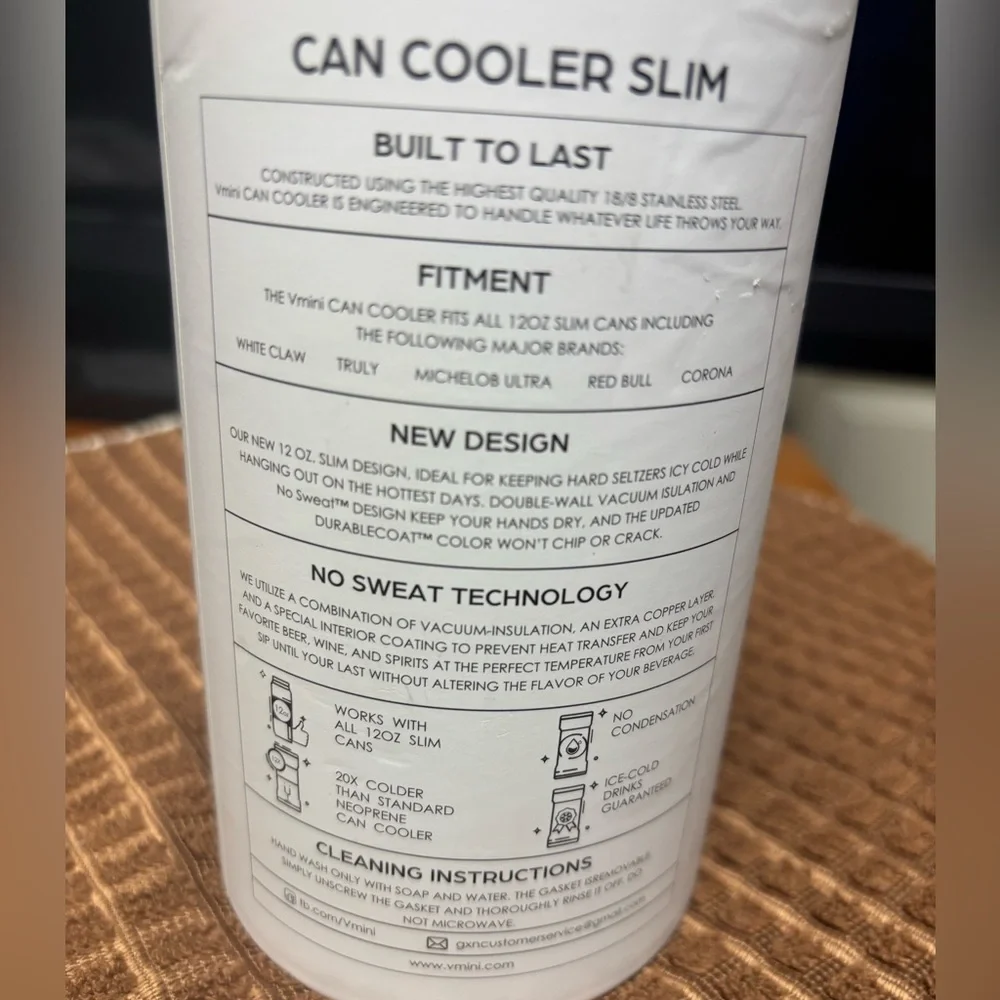 CAN COOLER SLIM
BUILT TO LAST
CONSTRUCTED USING THE HIGHEST QUALITY 18/8 STAINLESS STEEL.
Vmini CAN COOLER IS ENGINEERED TO HANDLE WHATEVER LIFE THROWS YOUR WAY.
FITMENT
THE Vmini CAN COOLER FITS ALL 12OZ SLIM CANS INCLUDING
THE FOLLOWING MAJOR BRANDS:
WHITE CLAW TRULY MICHELOB ULTRA RED BULL CORONA
NEW DESIGN
OUR NEW 12 OZ. SLIM DESIGN, IDEAL FOR KEEPING HARD SELTZERS ICY COLD WHILE
HANGING OUT ON THE HOTTEST DAYS. DOUBLE-WALL VACUUM ISULATION AND
No Sweat™ DESIGN KEEP YOUR HANDS DRY, AND THE UPDATED
DURABLECOAT™ COLOR WON'T CHIP OR CRACK.
NO SWEAT TECHNOLOGY
WE UTILIZE A COMBINATION OF VACUUM-INSULATION, AN EXTRA COPPER LAYER,
AND A SPECIAL INTERIOR COATING TO PREVENT HEAT TRANSFER AND KEEP YOUR
FAVORITE BEER, WINE, AND SPIRITS AT THE PERFECT TEMPERATURE FROM YOUR FIRST
SIP UNTIL YOUR LAST WITHOUT ALTERING THE FLAVOR OF YOUR BEVERAGE.
WORKS WITH
ALL 12OZ SLIM
CANS
NO
CONDENSATION
20X COLDER
THAN STANDARD
NEOPRENE
CAN COOLER
ICE-COLD
DRINKS
GUARANTEED
CLEANING INSTRUCTIONS
HAND WASH ONLY WITH SOAP AND WATER. THE GASKET ISREMOVABLE.
SIMPLY UNSCREW THE GASKET AND THOROUGHLY RINSE IT OFF. DO
NOT MICROWAVE.
fb.com/Vmini gxncustomerservice@gmail.com
www.vmini.com